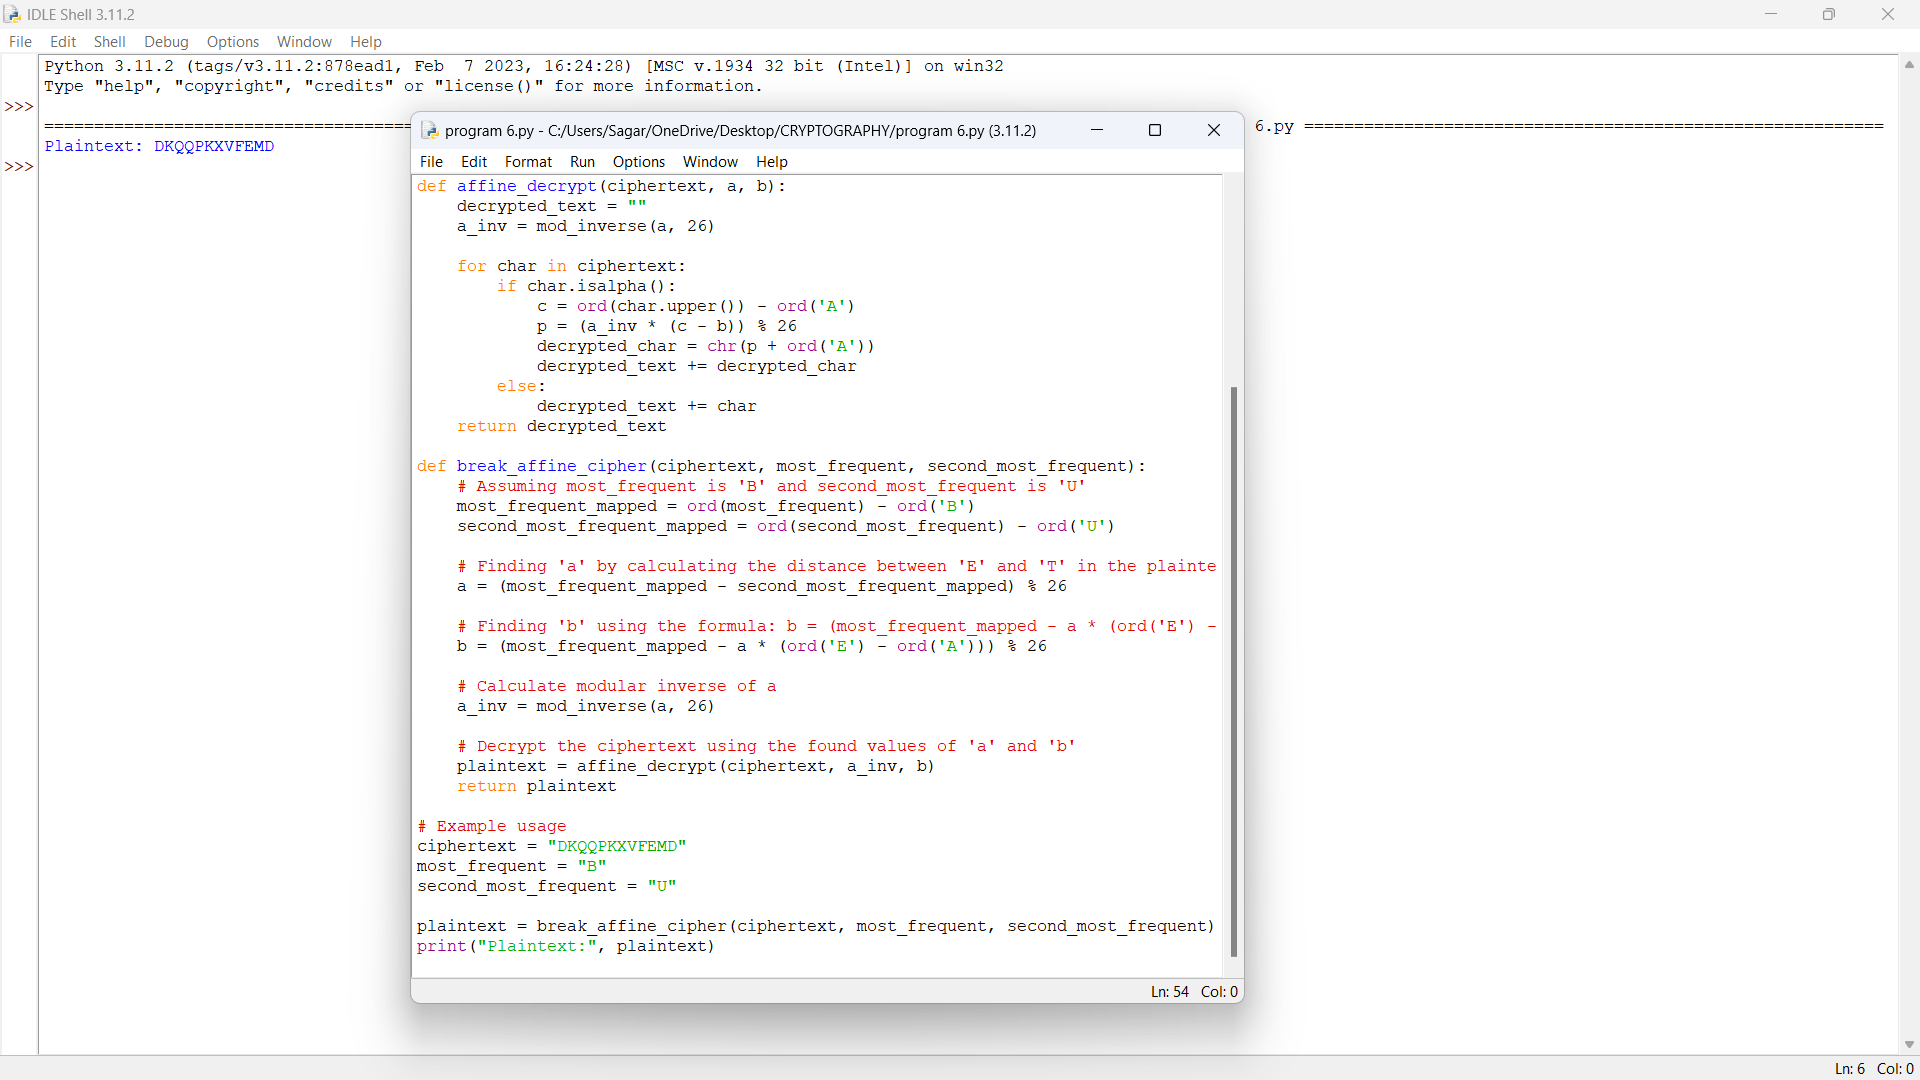 IDLE Shell 3.11.2
File Edit Shell Debug Options Window Help
Python 3.11.2 (tags/v3.11.2:878ead1, Feb  7 2023, 16:24:28) [MSC v.1934 32 bit (Intel)] on win32
Type "help", "copyright", "credits" or "license()" for more information.
>>>
6.py ==========================================================
Plaintext: DKQQPKXVFEMD
>>>
program 6.py - C:/Users/Sagar/OneDrive/Desktop/CRYPTOGRAPHY/program 6.py (3.11.2)
File Edit Format Run Options Window Help
def affine_decrypt(ciphertext, a, b):
    decrypted_text = ""
    a_inv = mod_inverse(a, 26)
    for char in ciphertext:
        if char.isalpha():
            c = ord(char.upper()) - ord('A')
            p = (a_inv * (c - b)) % 26
            decrypted_char = chr(p + ord('A'))
            decrypted_text += decrypted_char
        else:
            decrypted_text += char
    return decrypted_text
def break_affine_cipher(ciphertext, most_frequent, second_most_frequent):
    # Assuming most_frequent is 'B' and second_most_frequent is 'U'
    most_frequent_mapped = ord(most_frequent) - ord('B')
    second_most_frequent_mapped = ord(second_most_frequent) - ord('U')
    # Finding 'a' by calculating the distance between 'E' and 'T' in the plainte
    a = (most_frequent_mapped - second_most_frequent_mapped) % 26
    # Finding 'b' using the formula: b = (most_frequent_mapped - a * (ord('E') -
    b = (most_frequent_mapped - a * (ord('E') - ord('A'))) % 26
    # Calculate modular inverse of a
    a_inv = mod_inverse(a, 26)
    # Decrypt the ciphertext using the found values of 'a' and 'b'
    plaintext = affine_decrypt(ciphertext, a_inv, b)
    return plaintext
# Example usage
ciphertext = "DKQQPKXVFEMD"
most_frequent = "B"
second_most_frequent = "U"
plaintext = break_affine_cipher(ciphertext, most_frequent, second_most_frequent)
print("Plaintext:", plaintext)
Ln: 54 Col: 0
Ln: 6 Col: 0